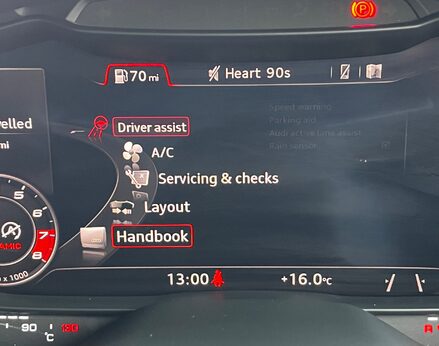 70 mi
Heart 90s
Speed warning
Parking aid
Audi active lane assist
Rain sensor
elled
mi
Driver assist
A/C
Servicing & checks
Layout
Handbook
5
6
7
8
AMIC
x 1000
13:00
+16.0°C
90
130
°C